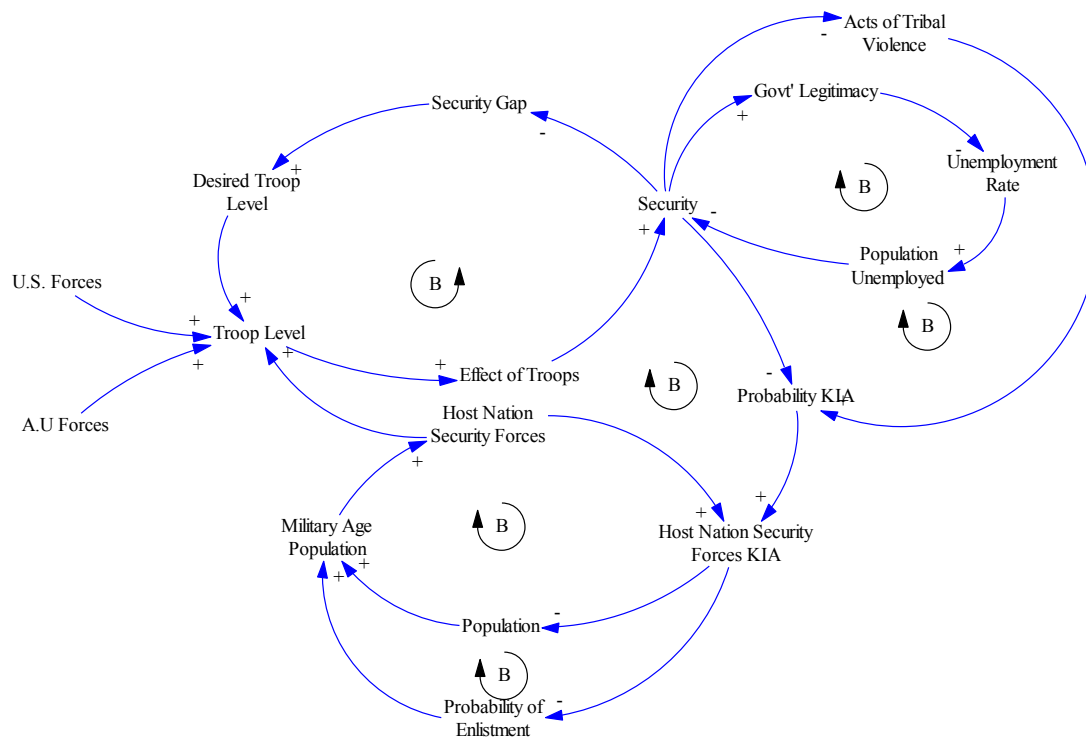 Acts of Tribal
Violence
-
Security Gap
Govt' Legitimacy
-
+
-
Unemployment
Rate
+
Desired Troop
Level
B
Security
-
+
Population
Unemployed
+
B
U.S. Forces
+
B
+
Troop Level
+
+
A.U Forces
+
Effect of Troops
B
-
Probability KIA
+
Host Nation
Security Forces
+
+
+
Military Age
Population
B
Host Nation Security
Forces KIA
+
+
Population
-
B
Probability of
Enlistment
-